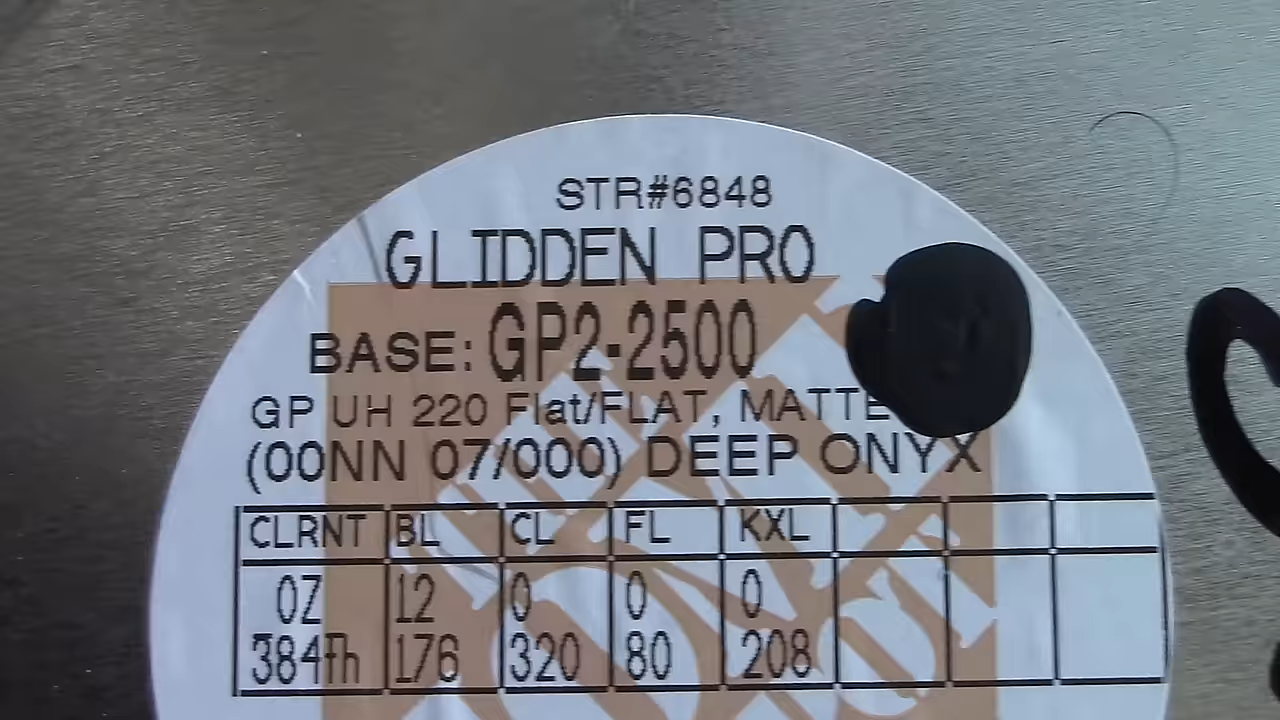 STR#6848
GLIDDEN PRO
BASE: GP2-2500
GP UH 220 Flat/FLAT, MATTE
(00NN 07/000) DEEP ONYX
CLRNT BL CL FL KXL
OZ 12 0 0 0
384Th 176 320 80 208